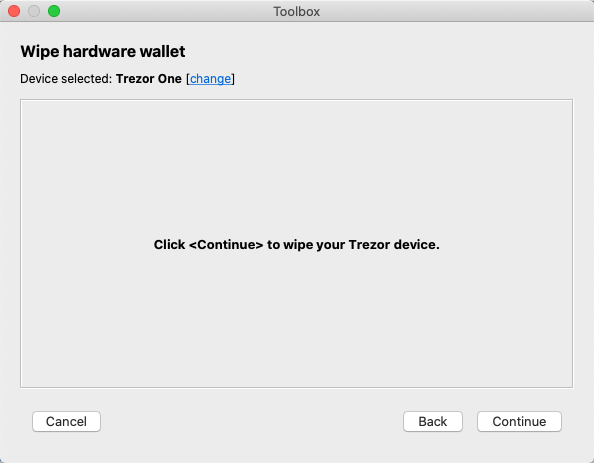 Toolbox
Wipe hardware wallet
Device selected: Trezor One [change]
Click <Continue> to wipe your Trezor device.
Cancel Back Continue